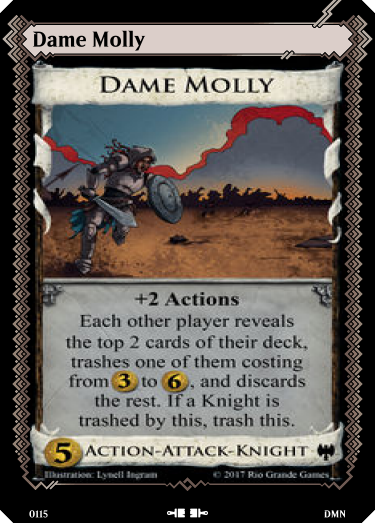 Dame Molly
DAME MOLLY
+2 Actions
Each other player reveals
the top 2 cards of their deck,
trashes one of them costing
from 3 to 6, and discards
the rest. If a Knight is
trashed by this, trash this.
5 ACTION-ATTACK-KNIGHT
Illustration: Lynell Ingram © 2017 Rio Grande Games
0115 DMN